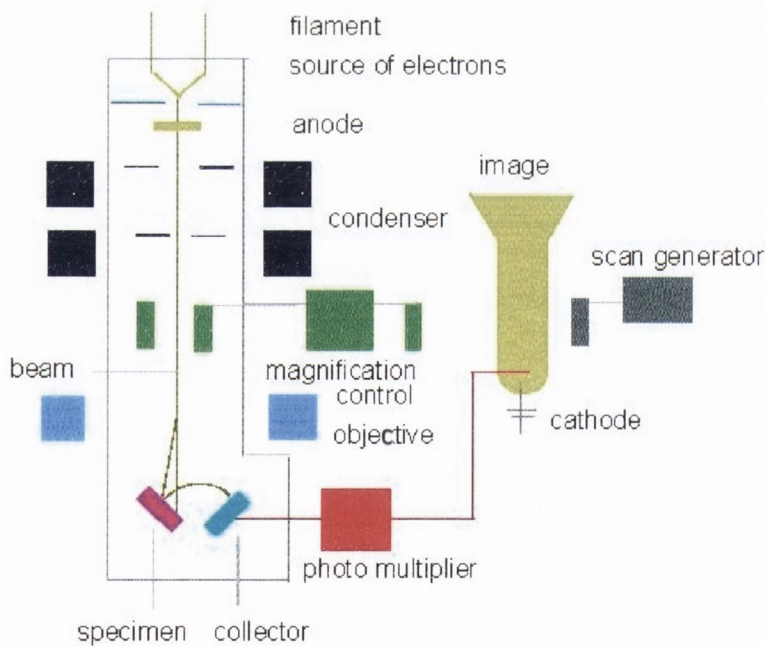 filament
source of electrons
anode
image
condenser
scan generator
beam
magnification
control
objective
cathode
photo multiplier
specimen
collector